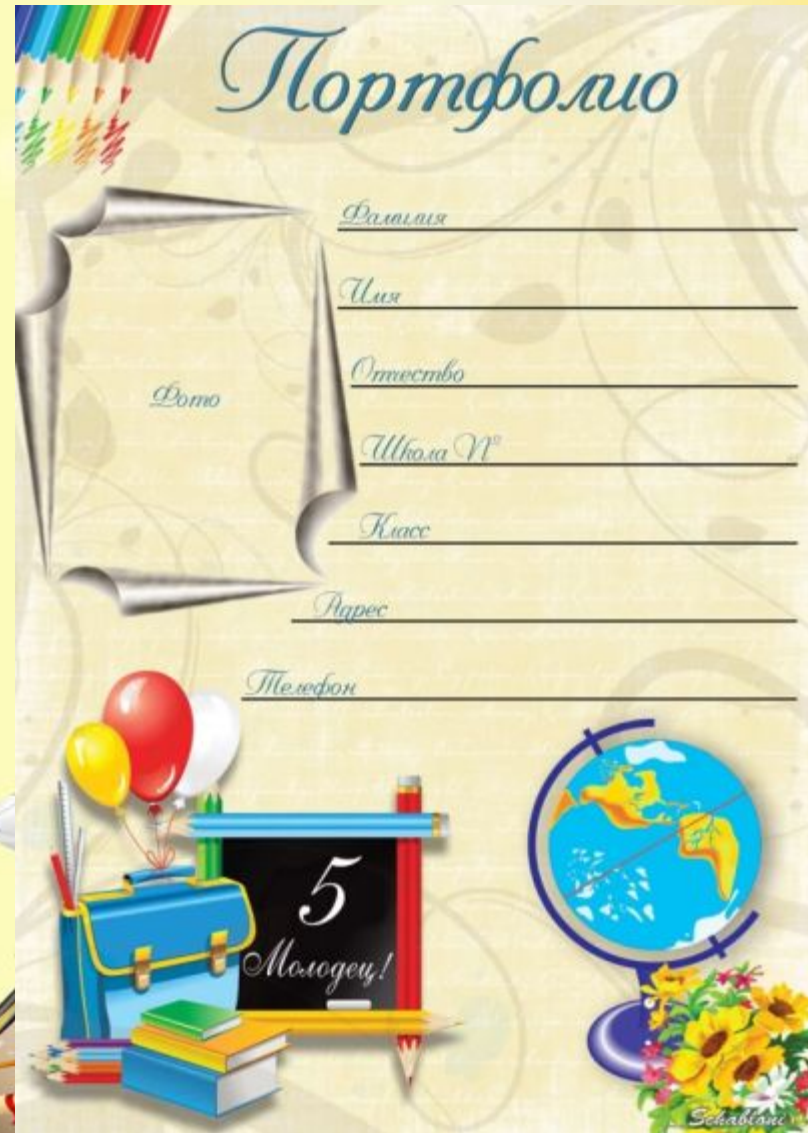 Портфолио
Фамилия
Имя
Отчество
Фото
Школа №
Класс
Адрес
Телефон
5
Молодец!
Schabloni